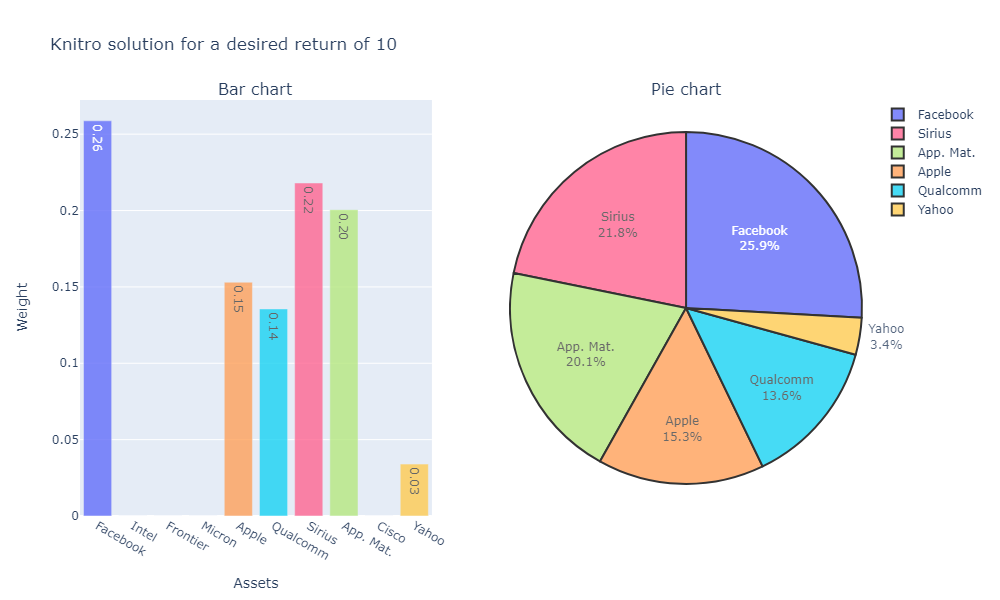 Knitro solution for a desired return of 10
Bar chart
Weight
0.25
0.2
0.15
0.1
0.05
0
0.26
0.15
0.14
0.22
0.20
0.03
Facebook
Intel
Frontier
Micron
Apple
Qualcomm
Sirius
App. Mat.
Cisco
Yahoo
Assets
Pie chart
Facebook
25.9%
Sirius
21.8%
App. Mat.
20.1%
Apple
15.3%
Qualcomm
13.6%
Yahoo
3.4%
Facebook
Sirius
App. Mat.
Apple
Qualcomm
Yahoo